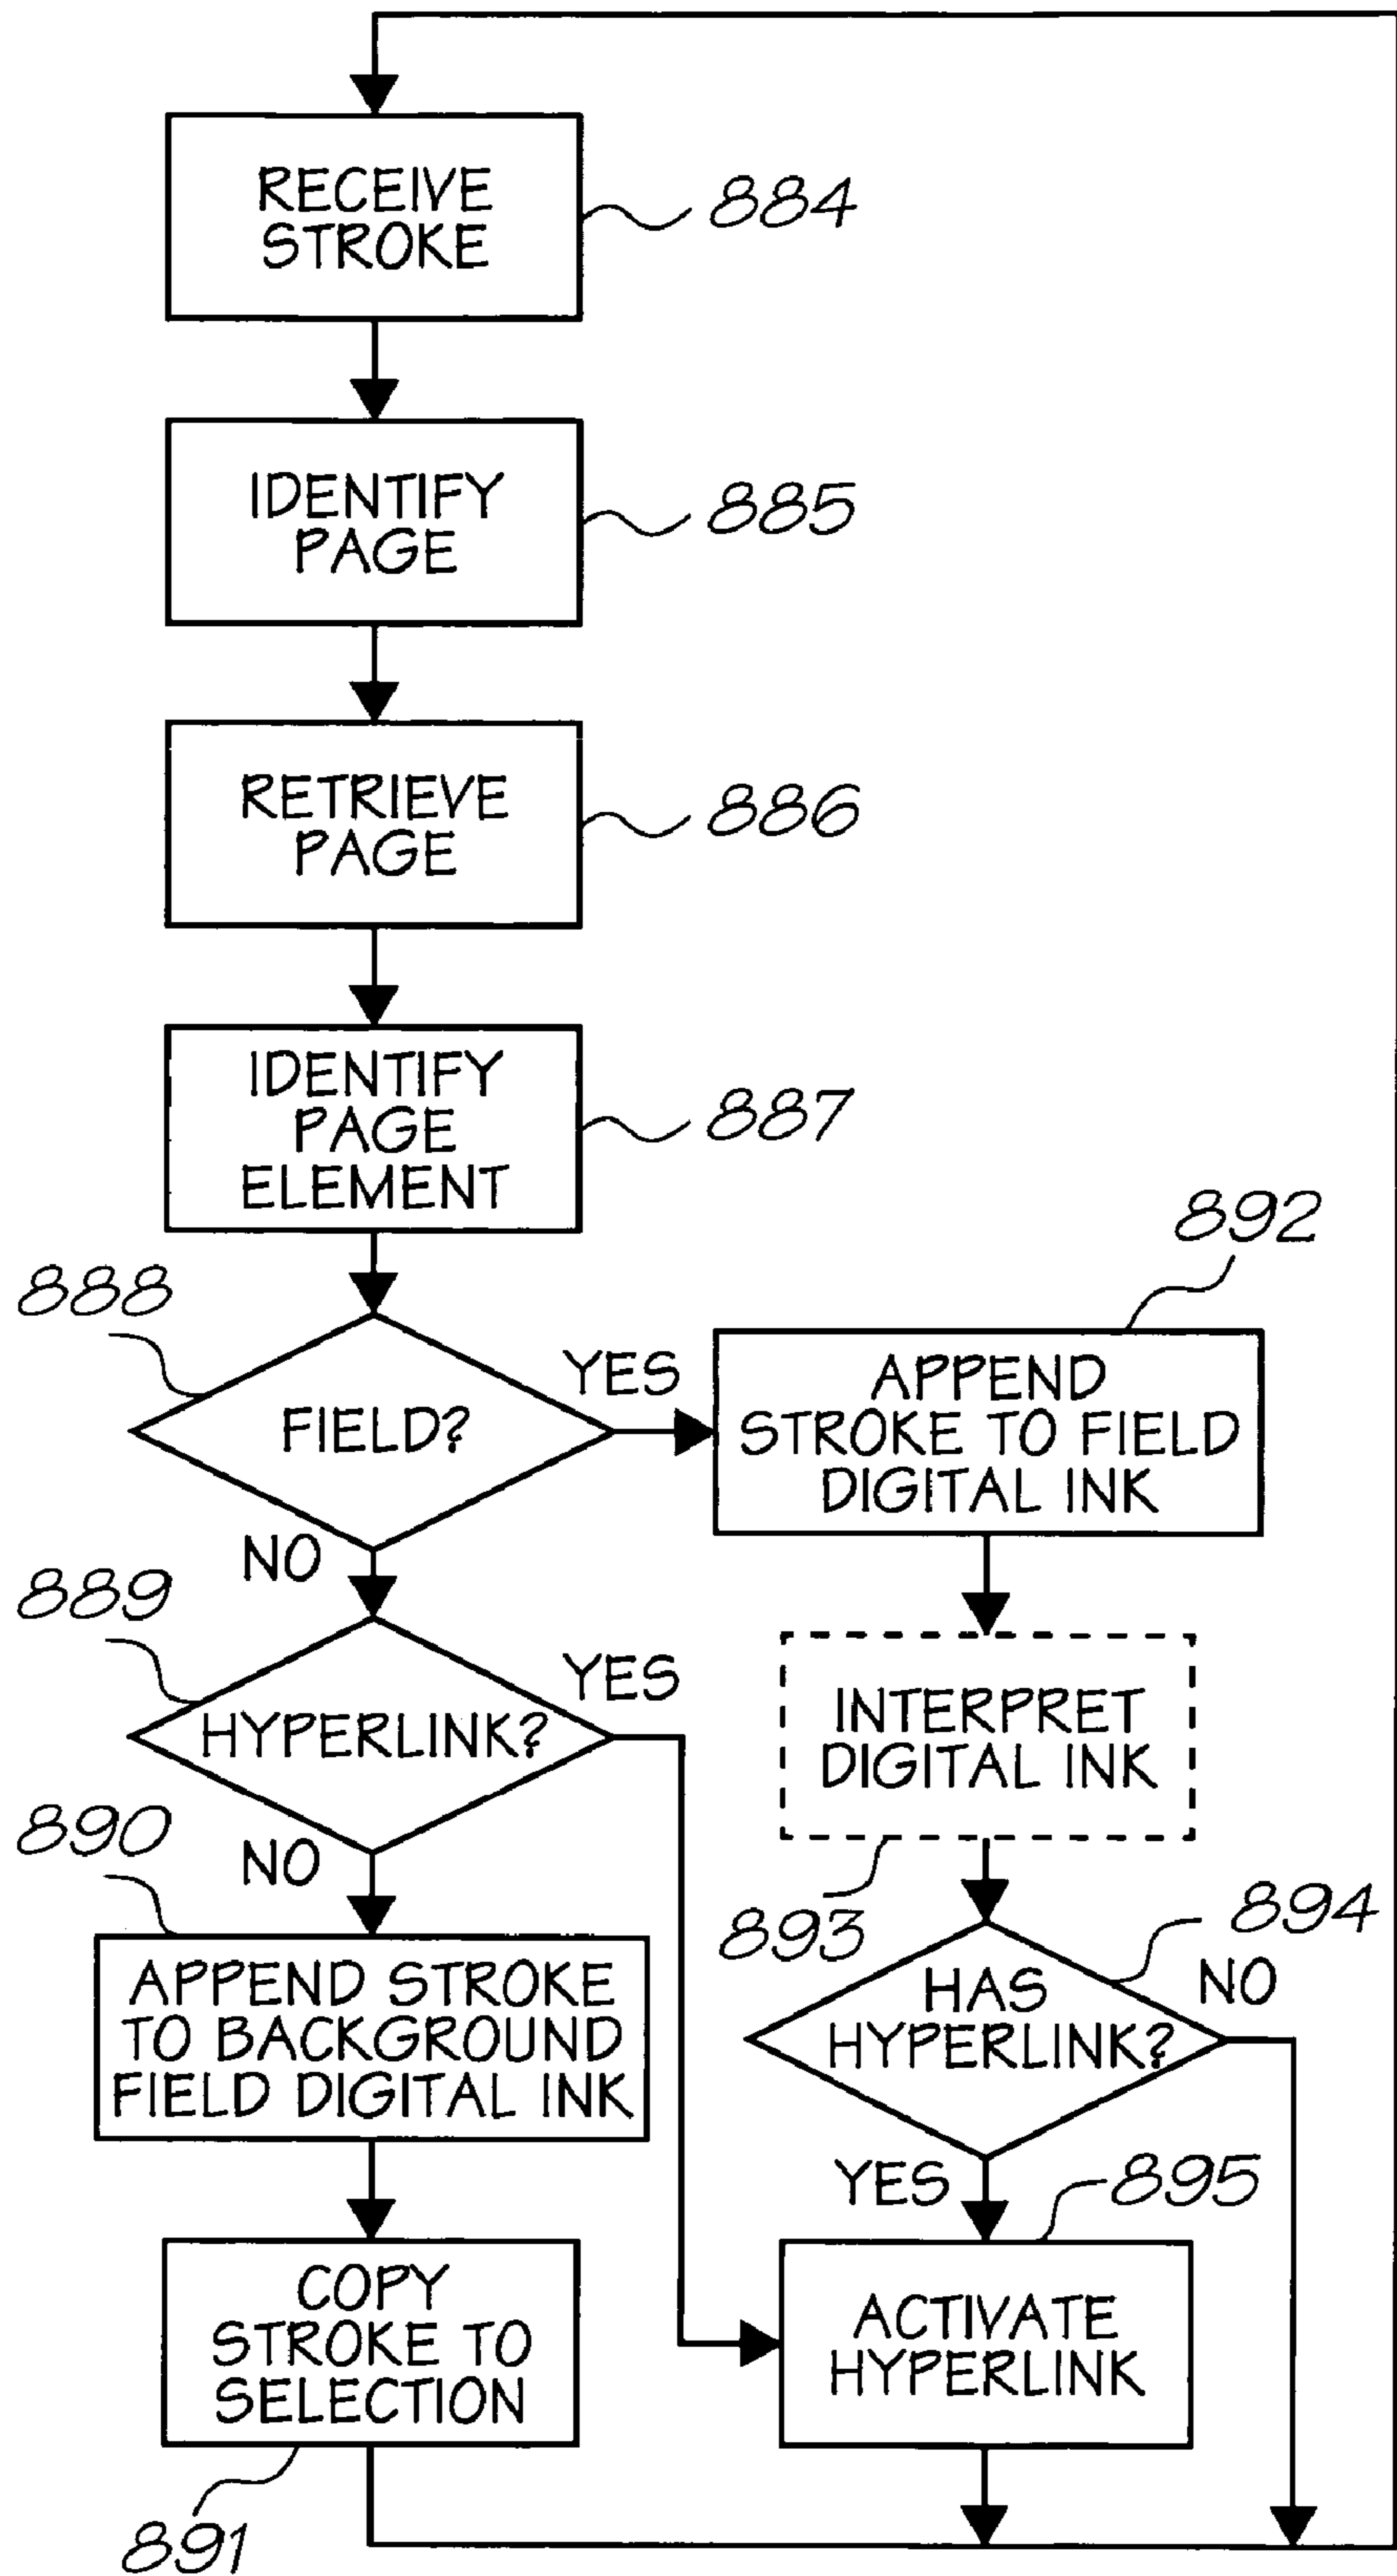 RECEIVE
STROKE
884
IDENTIFY
PAGE
885
RETRIEVE
PAGE
886
IDENTIFY
PAGE
ELEMENT
887
888
FIELD?
YES
NO
892
APPEND
STROKE TO FIELD
DIGITAL INK
889
HYPERLINK?
YES
NO
INTERPRET
DIGITAL INK
893
890
APPEND STROKE
TO BACKGROUND
FIELD DIGITAL INK
894
HAS
HYPERLINK?
NO
YES
895
COPY
STROKE TO
SELECTION
891
ACTIVATE
HYPERLINK